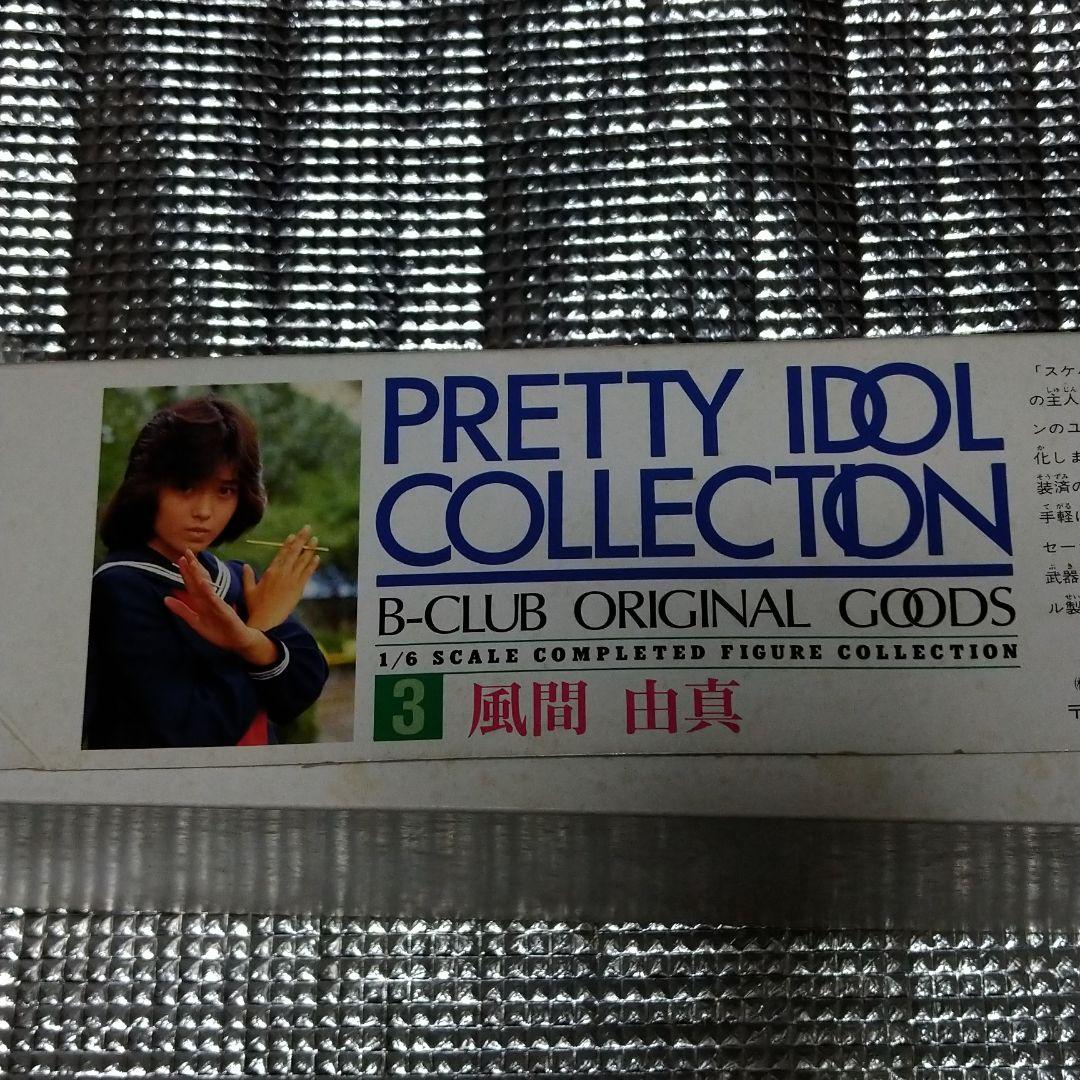 PRETTY IDOL
COLLECTION
B-CLUB ORIGINAL GOODS
1/6 SCALE COMPLETED FIGURE COLLECTION
3 風間 由真
「スケ
の主人
ンのユ
化しま
装済の
手軽に
セー
武器
ル製
〒